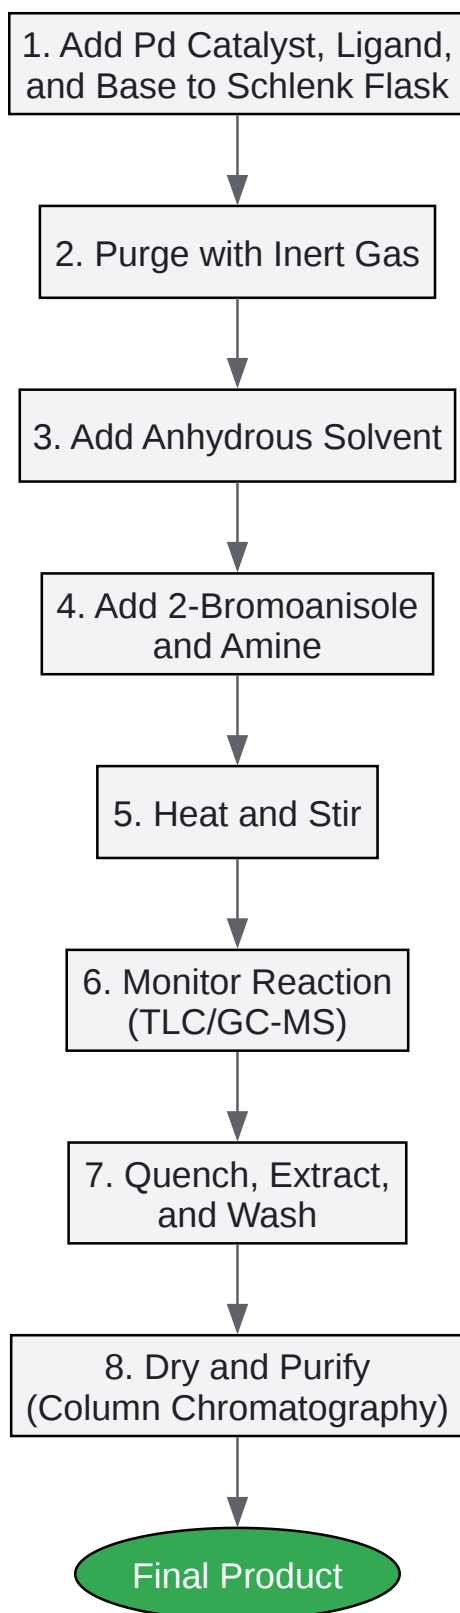 1. Add Pd Catalyst, Ligand,
and Base to Schlenk Flask
2. Purge with Inert Gas
3. Add Anhydrous Solvent
4. Add 2-Bromoanisole
and Amine
5. Heat and Stir
6. Monitor Reaction
(TLC/GC-MS)
7. Quench, Extract,
and Wash
8. Dry and Purify
(Column Chromatography)
Final Product